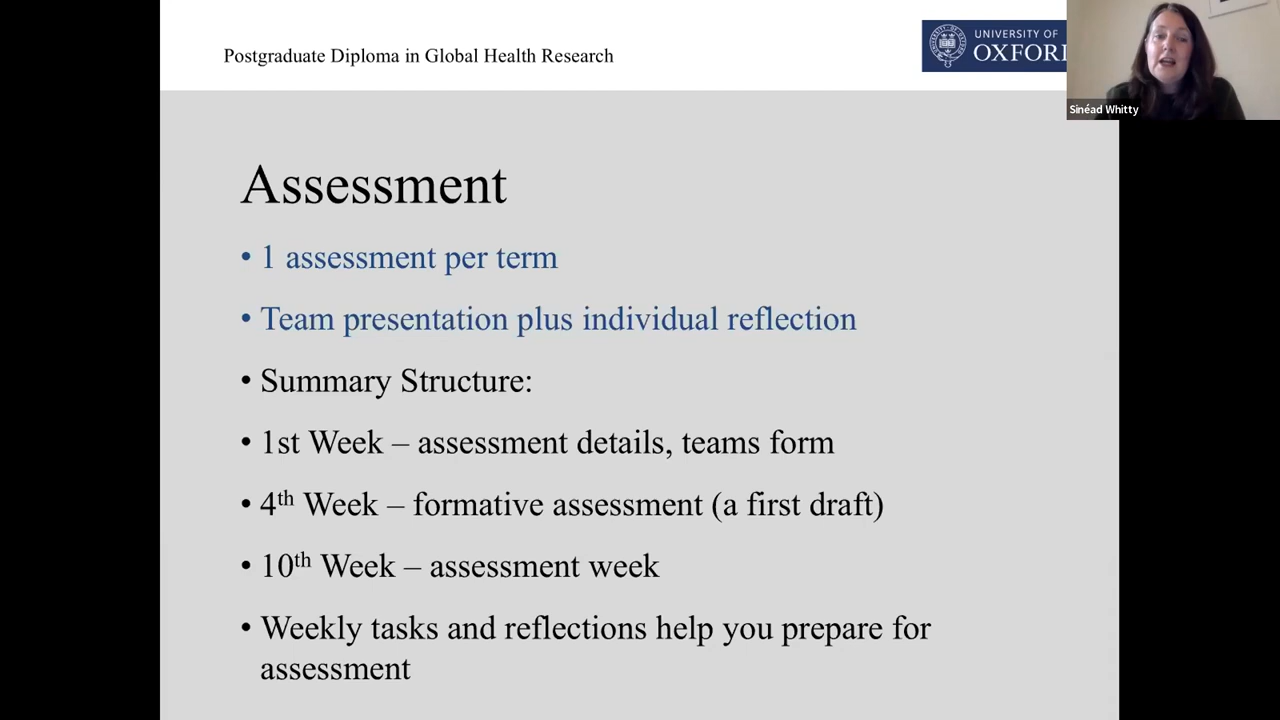 Postgraduate Diploma in Global Health Research
UNIVERSITY OF
OXFORD
Sinéad Whitty
Assessment
• 1 assessment per term
• Team presentation plus individual reflection
• Summary Structure:
• 1st Week – assessment details, teams form
• 4th Week – formative assessment (a first draft)
• 10th Week – assessment week
• Weekly tasks and reflections help you prepare for
assessment